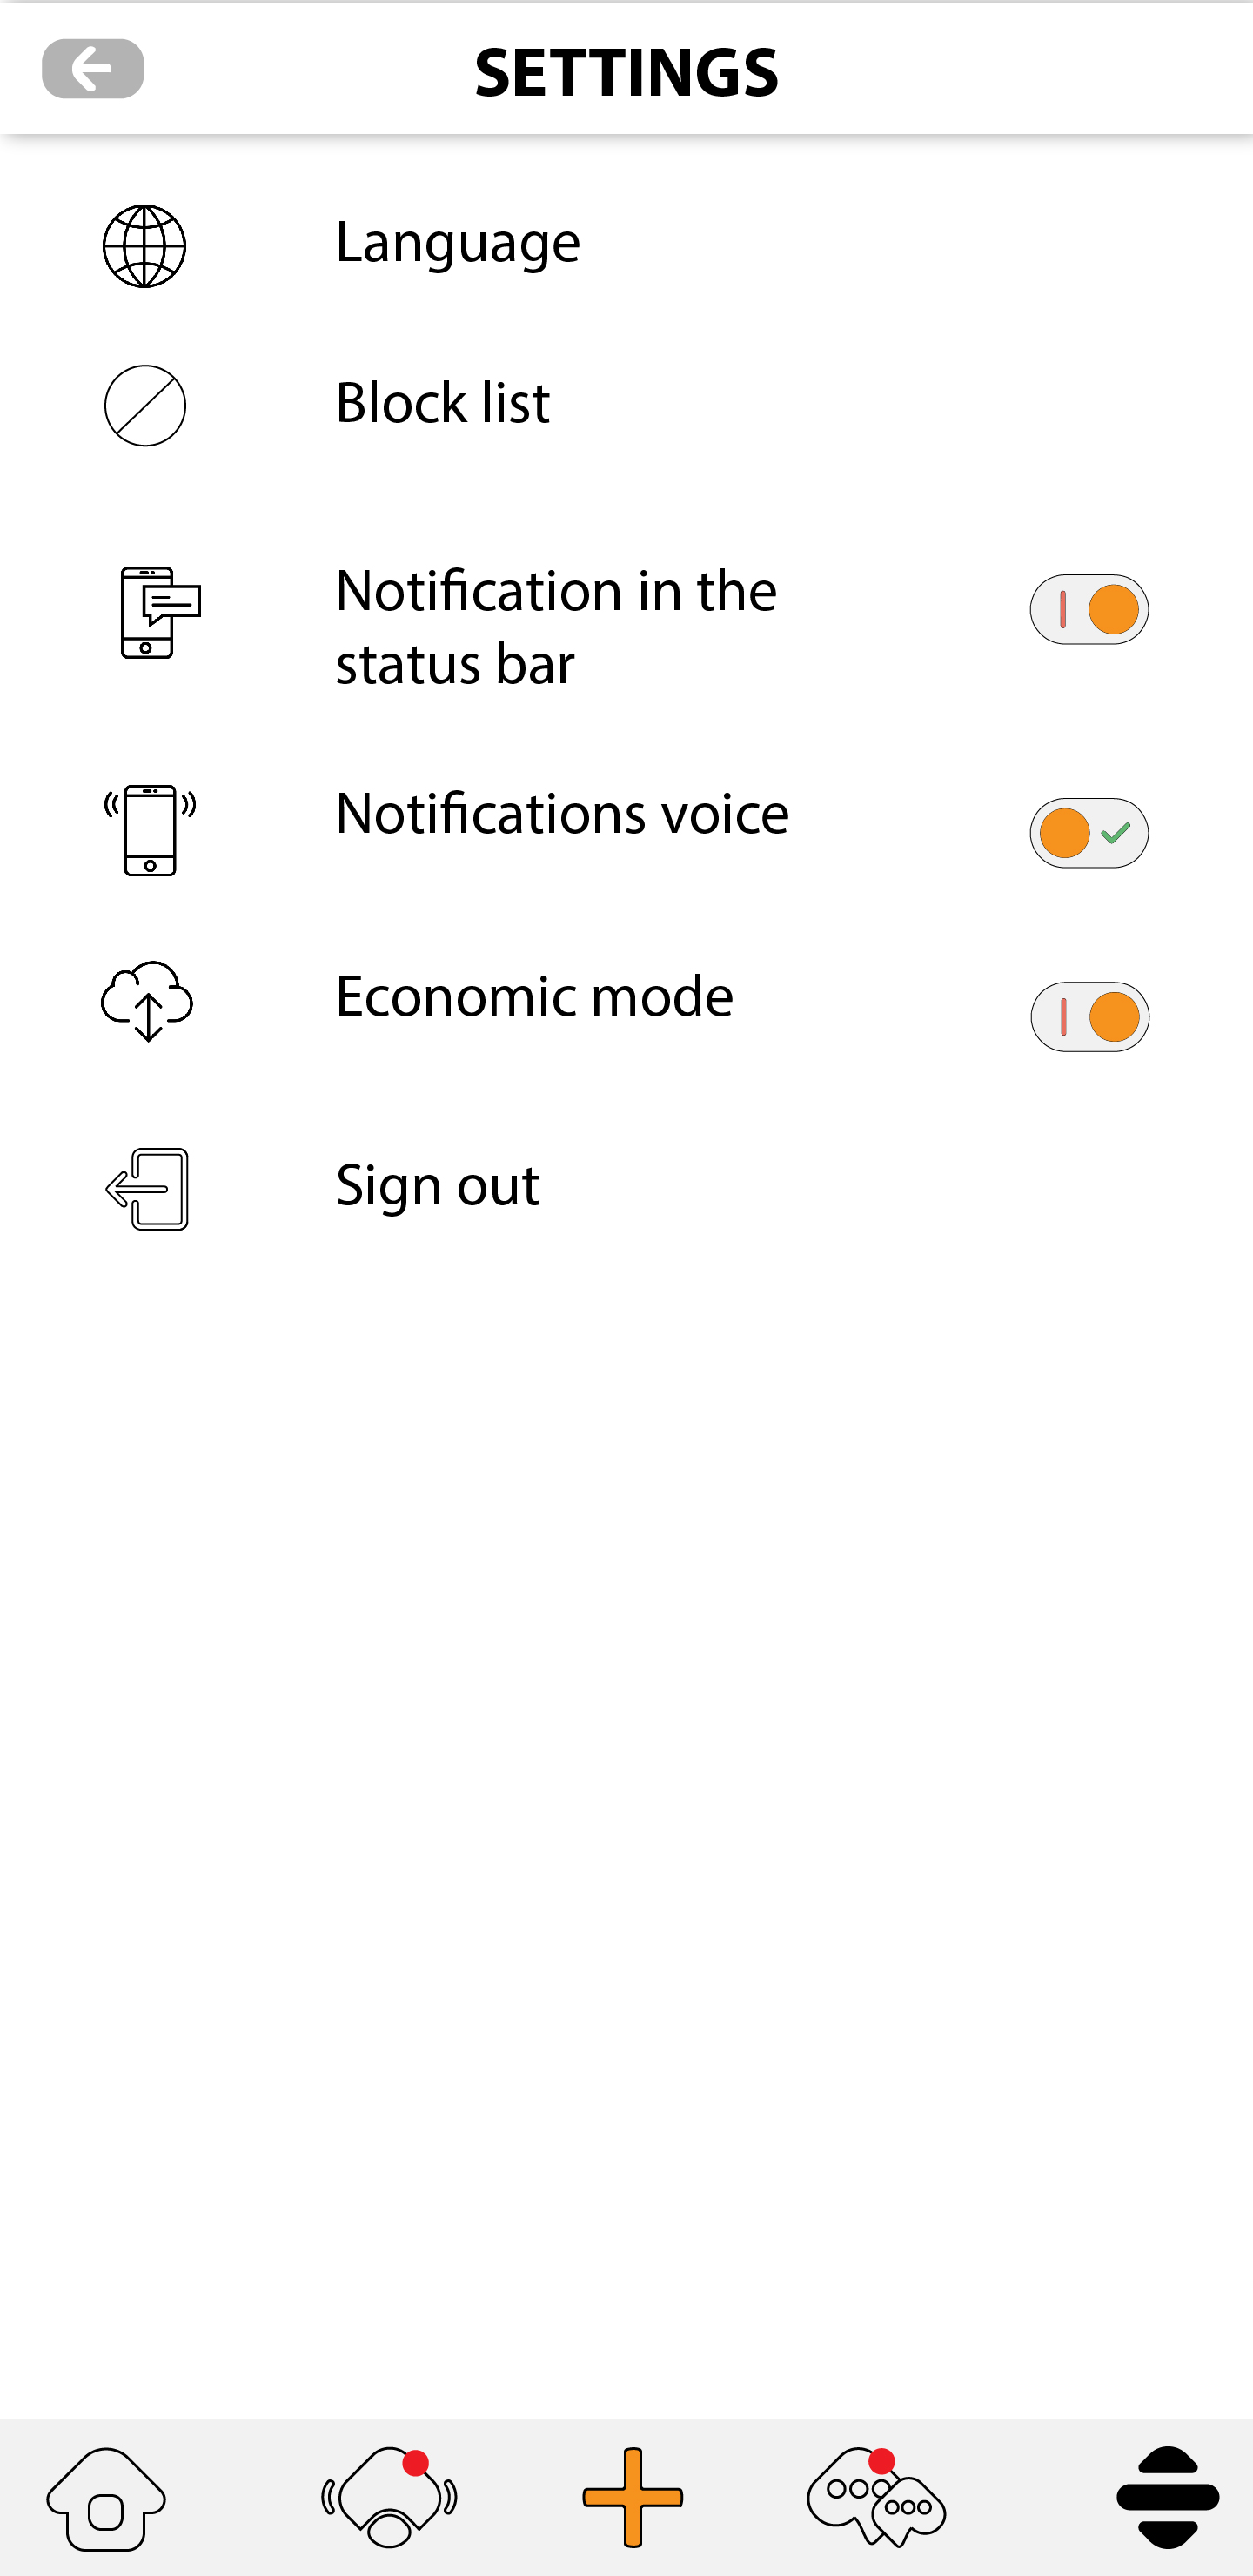 SETTINGS
Language
Block list
Notification in the
status bar
Notifications voice
Economic mode
Sign out